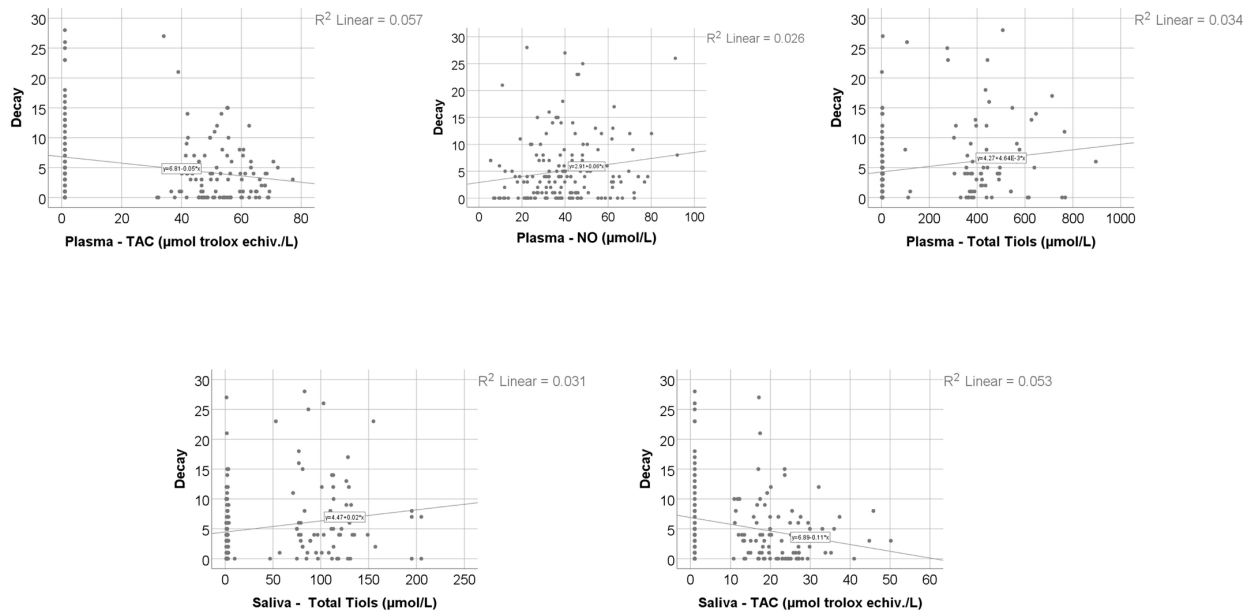 R² Linear = 0.057
30
25
20
15
10
5
0
Decay
y=6.81-0.05*x
0 20 40 60 80
Plasma - TAC (µmol trolox echiv./L)
R² Linear = 0.026
30
25
20
15
10
5
0
Decay
y=2.91+0.06*x
0 20 40 60 80 100
Plasma - NO (µmol/L)
R² Linear = 0.034
30
25
20
15
10
5
0
Decay
y=4.27+4.64E-3*x
0 200 400 600 800 1000
Plasma - Total Tiols (µmol/L)
R² Linear = 0.031
30
25
20
15
10
5
0
Decay
y=4.47+0.02*x
0 50 100 150 200 250
Saliva - Total Tiols (µmol/L)
R² Linear = 0.053
30
25
20
15
10
5
0
Decay
y=6.89-0.11*x
0 10 20 30 40 50 60
Saliva - TAC (µmol trolox echiv./L)